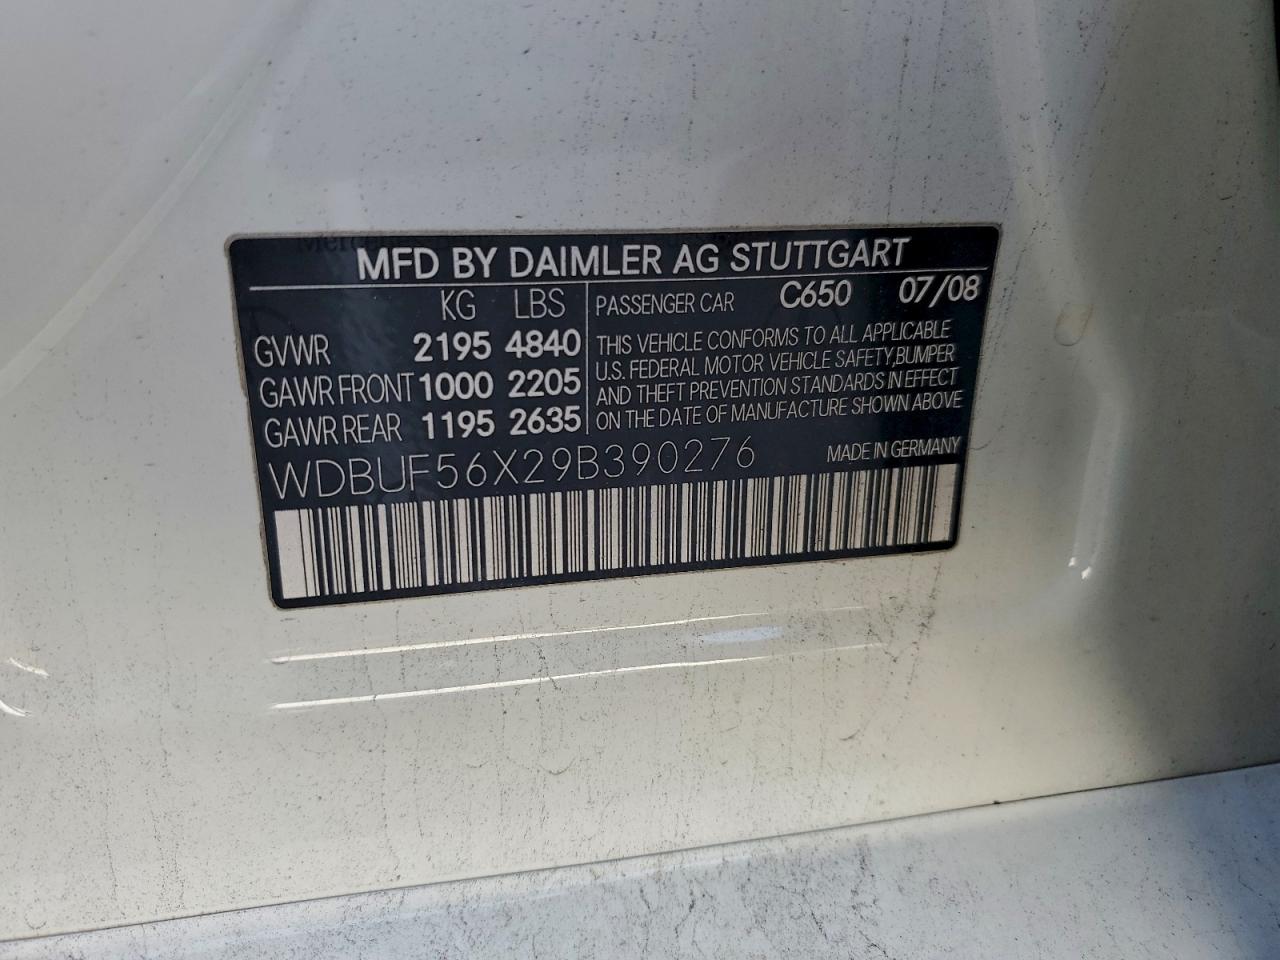 MFD BY DAIMLER AG STUTTGART
KG LBS
GVWR 2195 4840
GAWR FRONT 1000 2205
GAWR REAR 1195 2635
PASSENGER CAR C650 07/08
THIS VEHICLE CONFORMS TO ALL APPLICABLE
U.S. FEDERAL MOTOR VEHICLE SAFETY, BUMPER
AND THEFT PREVENTION STANDARDS IN EFFECT
ON THE DATE OF MANUFACTURE SHOWN ABOVE
WDBUF56X29B390276 MADE IN GERMANY